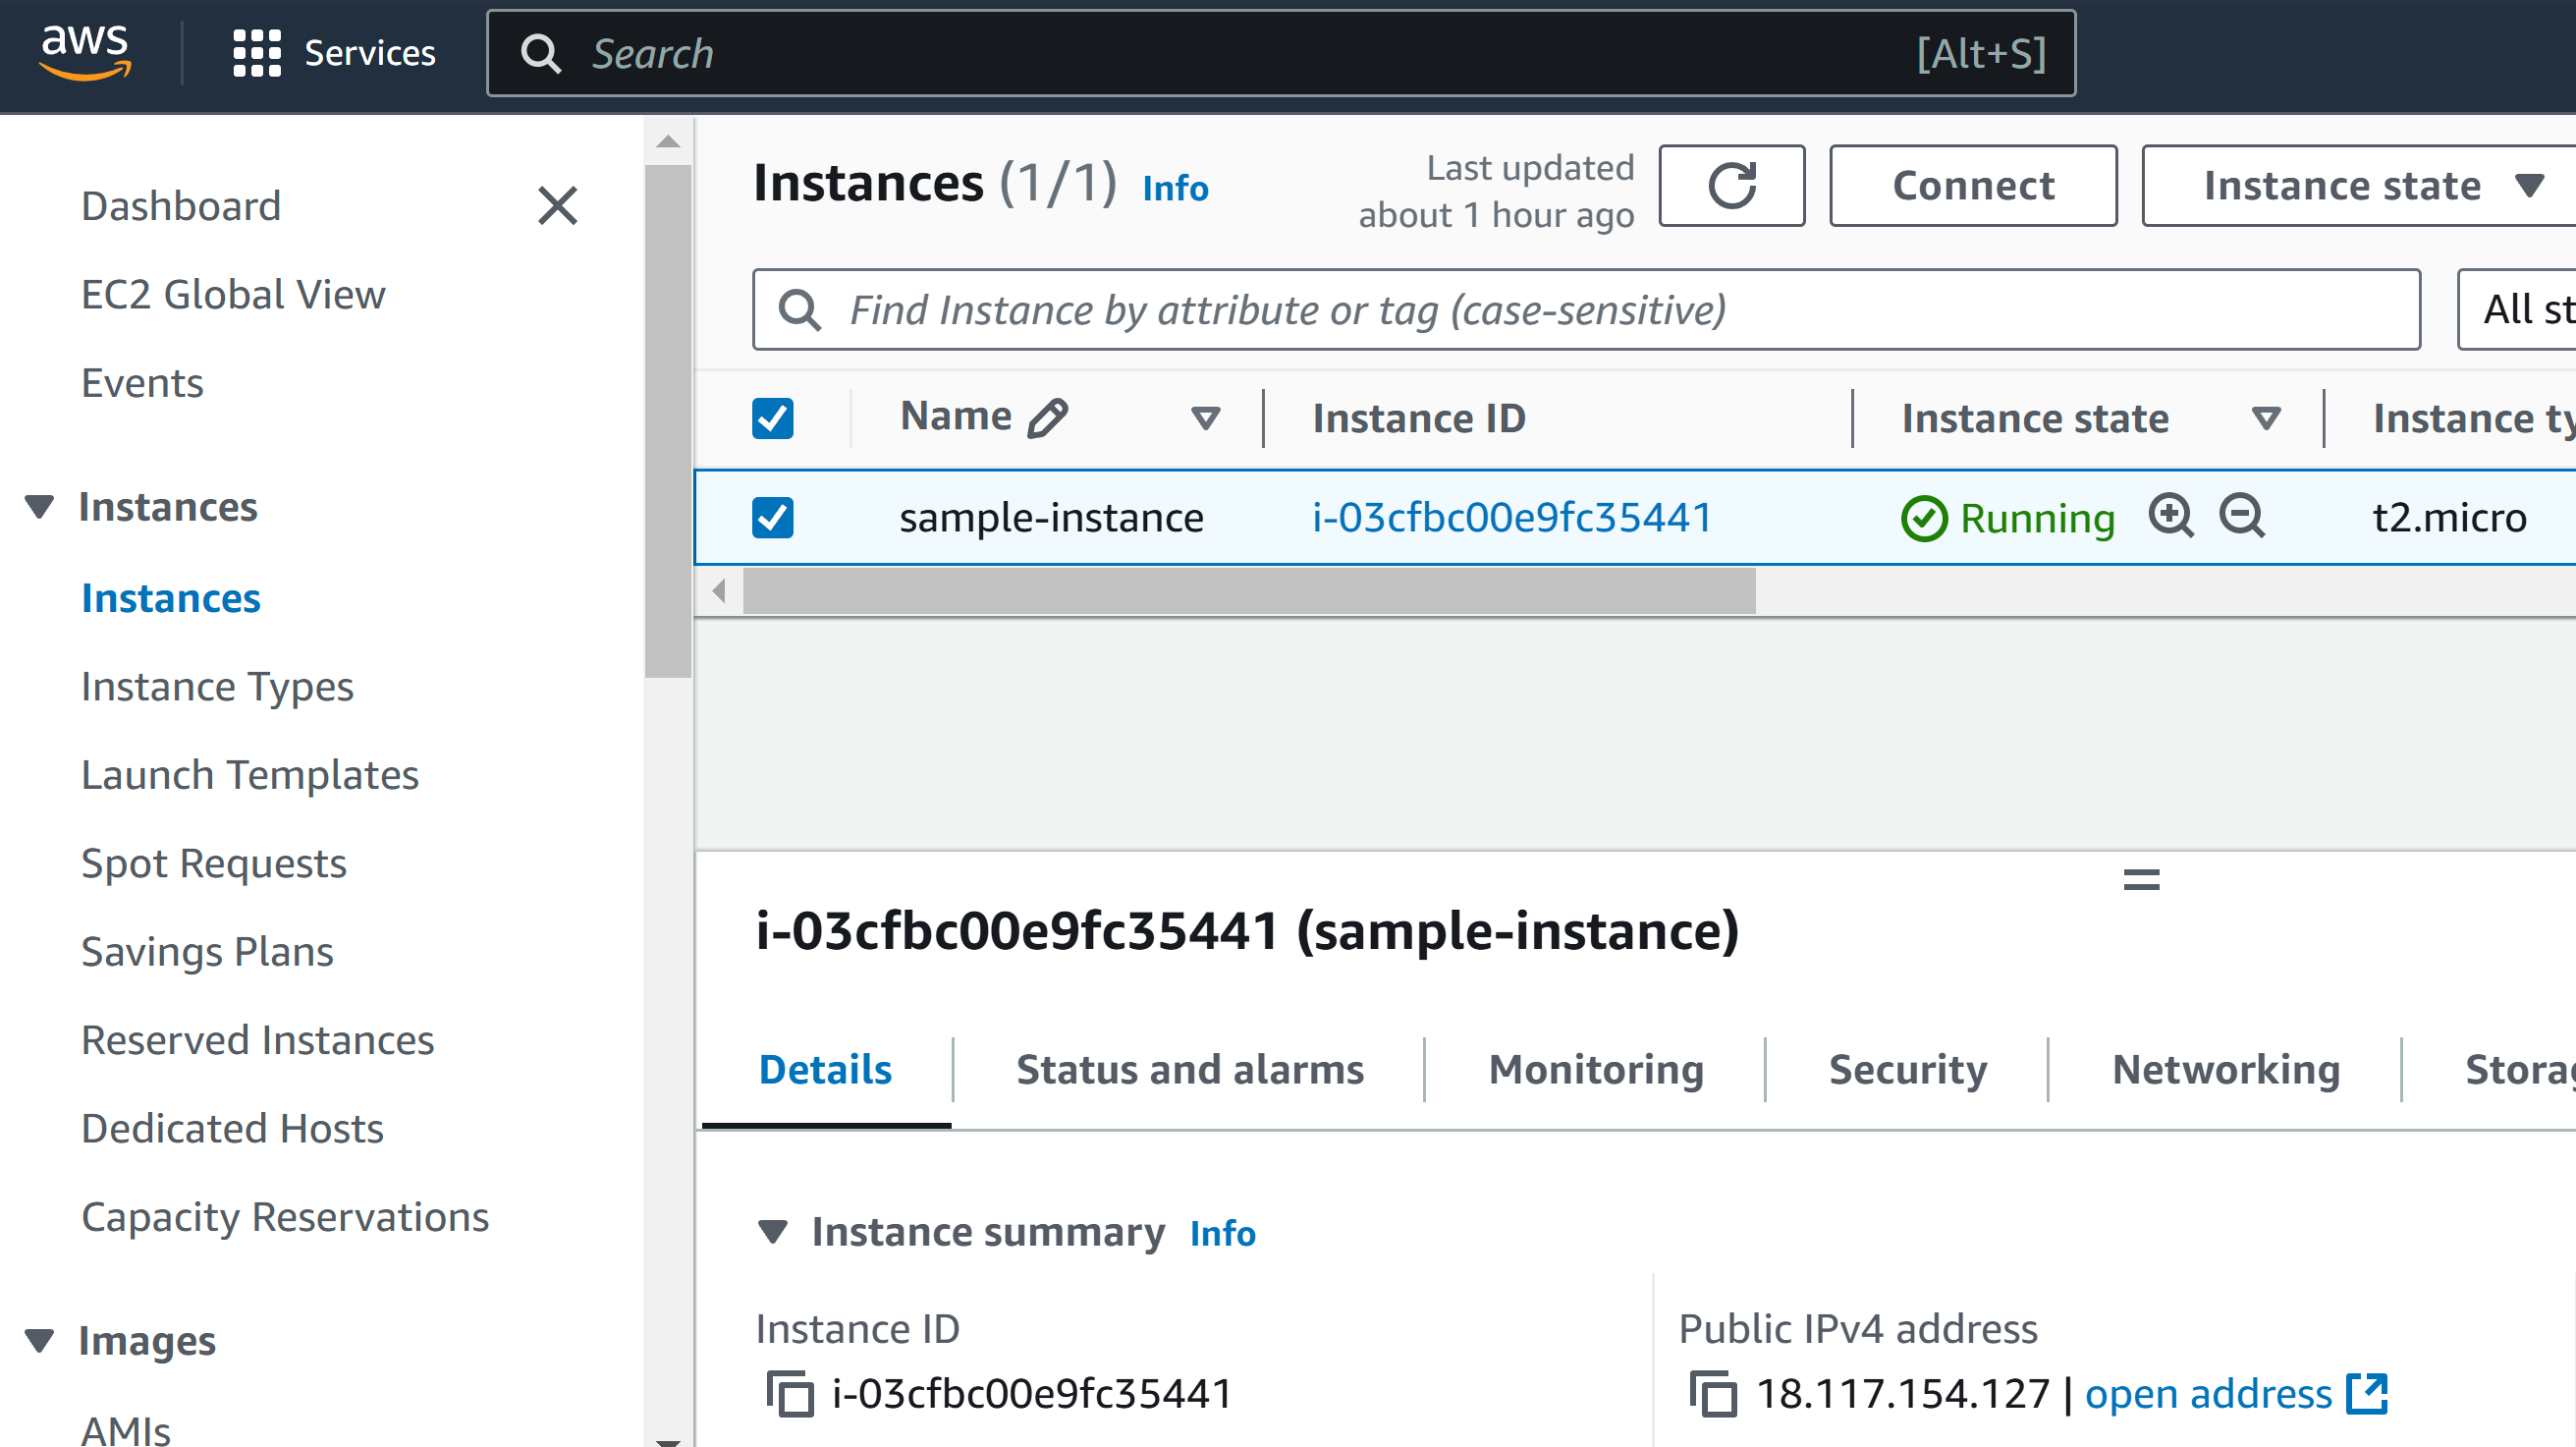 aws
Services
Search
[Alt+S]
Dashboard
EC2 Global View
Events
Instances
Instances
Instance Types
Launch Templates
Spot Requests
Savings Plans
Reserved Instances
Dedicated Hosts
Capacity Reservations
Images
AMIs
Instances (1/1) Info
Last updated
about 1 hour ago
Connect
Instance state
Find Instance by attribute or tag (case-sensitive)
All st
Name
Instance ID
Instance state
Instance ty
sample-instance
i-03cfbc00e9fc35441
Running
t2.micro
i-03cfbc00e9fc35441 (sample-instance)
Details
Status and alarms
Monitoring
Security
Networking
Storag
Instance summary Info
Instance ID
i-03cfbc00e9fc35441
Public IPv4 address
18.117.154.127 | open address